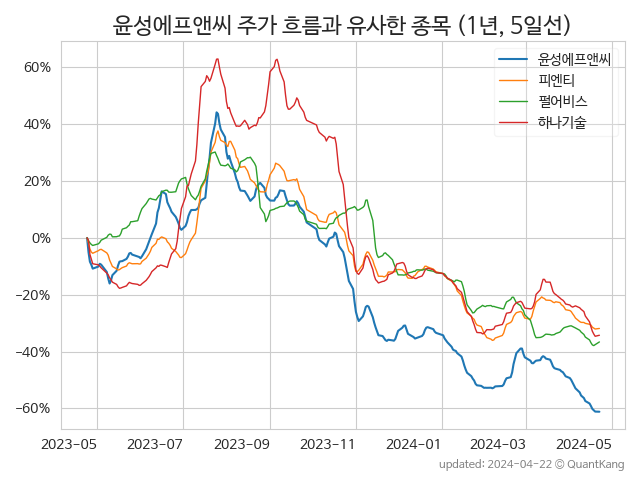 윤성에프앤씨 주가 흐름과 유사한 종목 (1년, 5일선)
윤성에프앤씨
피엔티
펄어비스
하나기술
60%
40%
20%
0%
−20%
−40%
−60%
2023-05 2023-07 2023-09 2023-11 2024-01 2024-03 2024-05
updated: 2024-04-22 © QuantKang